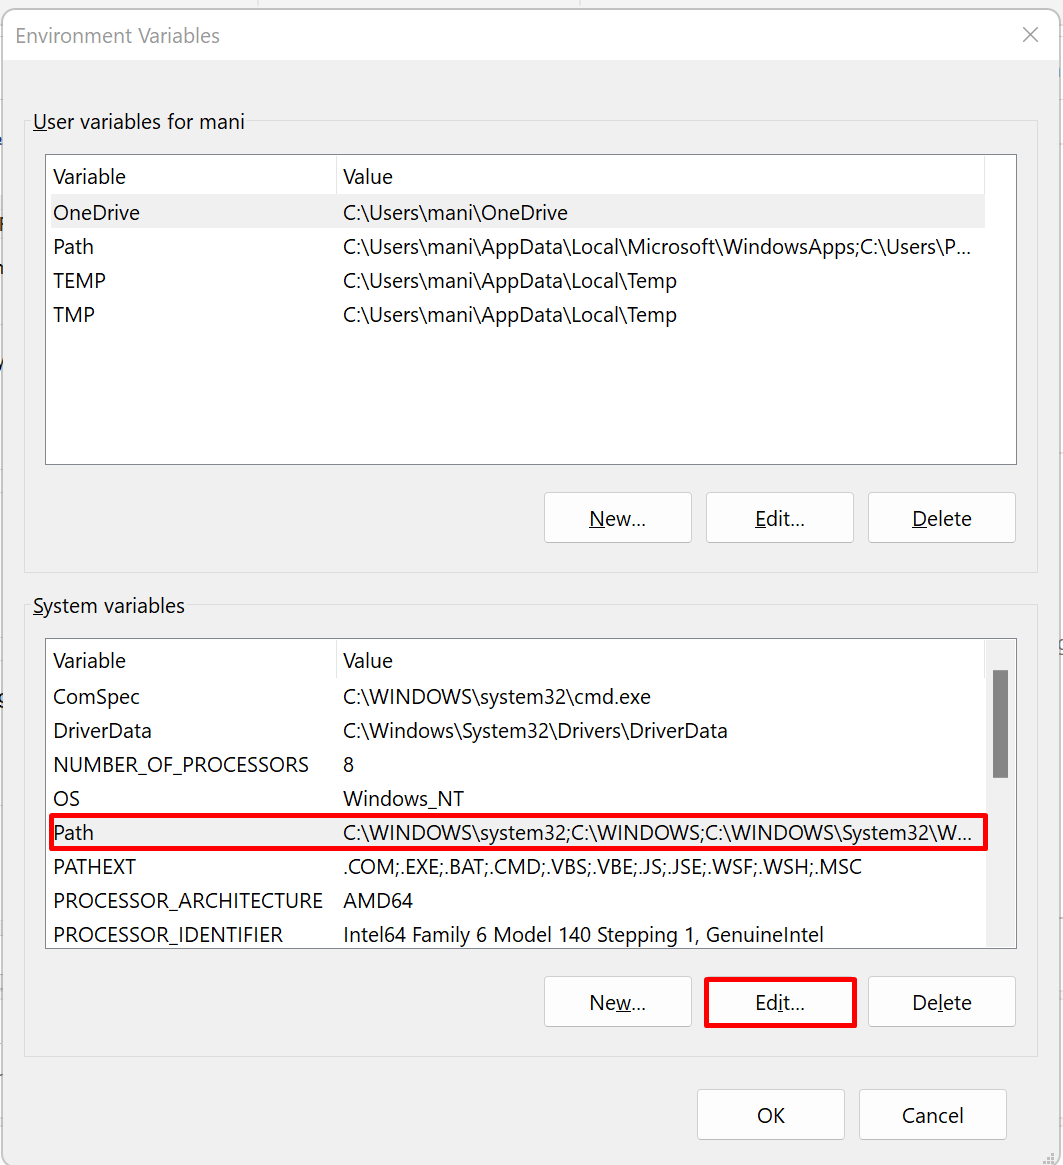 Environment Variables
User variables for mani
Variable Value
OneDrive C:\Users\mani\OneDrive
Path C:\Users\mani\AppData\Local\Microsoft\WindowsApps;C:\Users\P...
TEMP C:\Users\mani\AppData\Local\Temp
TMP C:\Users\mani\AppData\Local\Temp
New... Edit... Delete
System variables
Variable Value
ComSpec C:\WINDOWS\system32\cmd.exe
DriverData C:\Windows\System32\Drivers\DriverData
NUMBER_OF_PROCESSORS 8
OS Windows_NT
Path C:\WINDOWS\system32;C:\WINDOWS;C:\WINDOWS\System32\W...
PATHEXT .COM;.EXE;.BAT;.CMD;.VBS;.VBE;.JS;.JSE;.WSF;.WSH;.MSC
PROCESSOR_ARCHITECTURE AMD64
PROCESSOR_IDENTIFIER Intel64 Family 6 Model 140 Stepping 1, GenuineIntel
New... Edit... Delete
OK Cancel